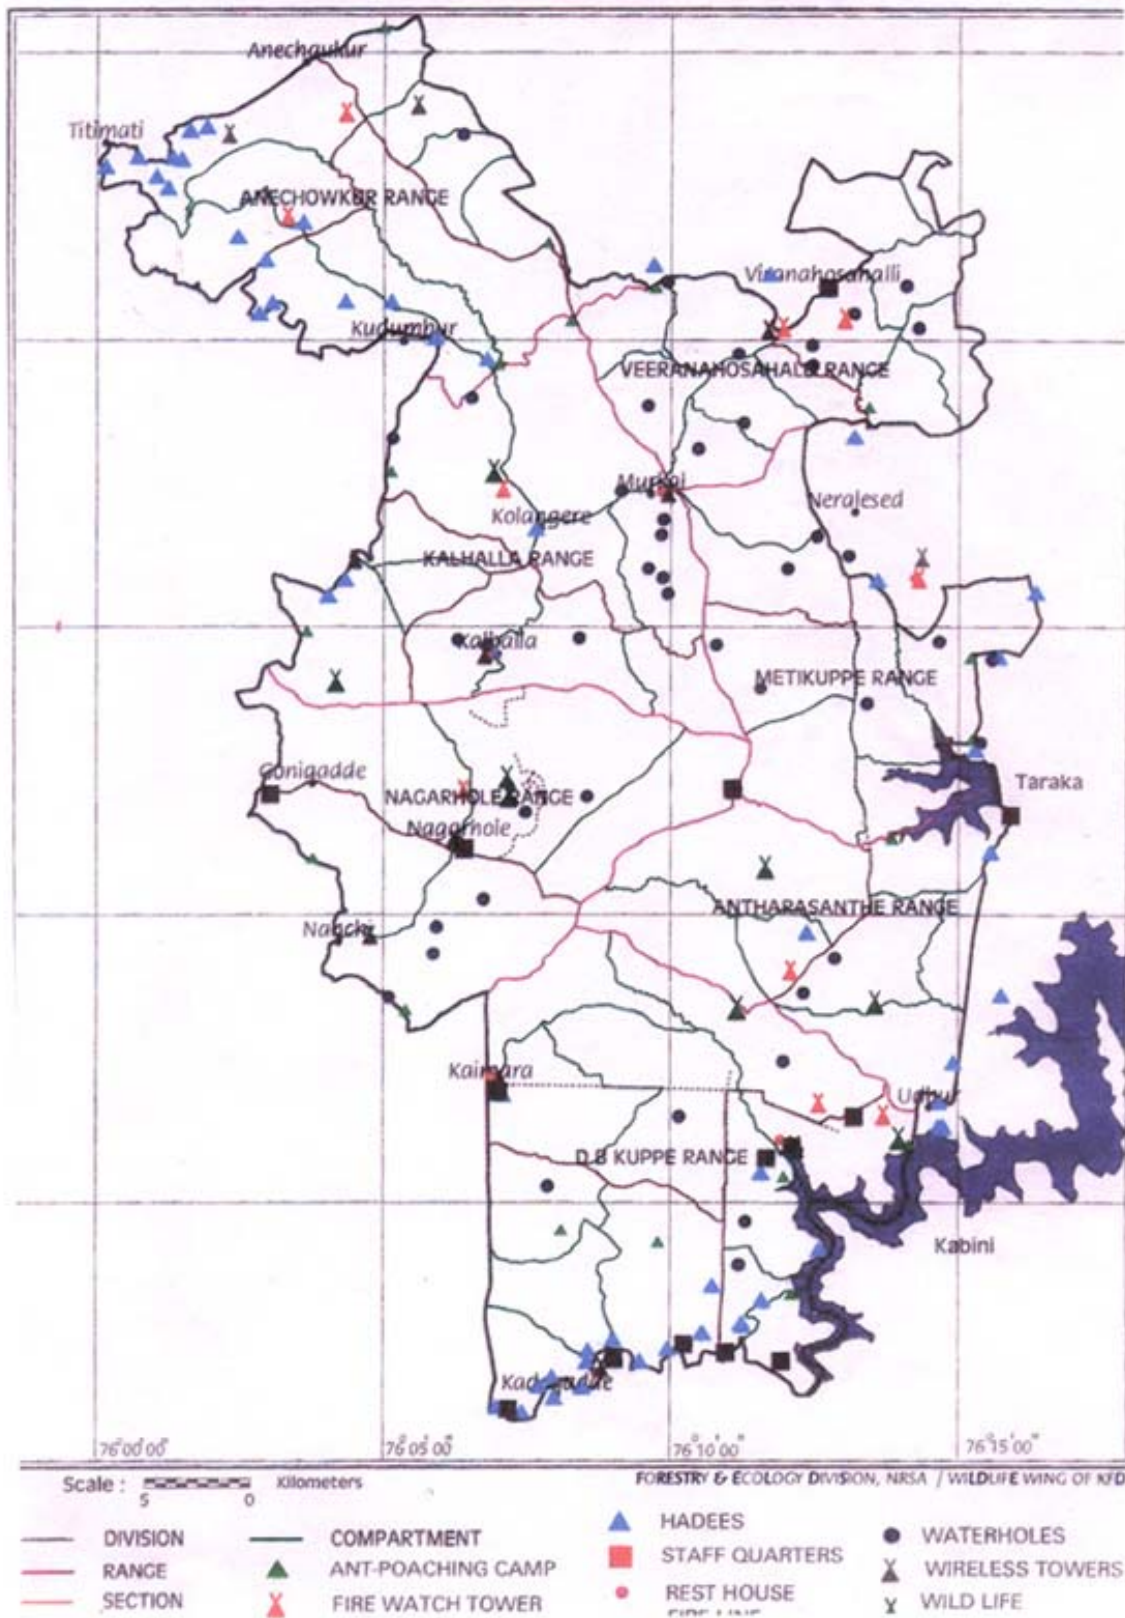 Anechaukur
Titimati
ANECHOWKUR RANGE
Viranahosahalli
Kudumbur
VEERANAHOSAHALLI RANGE
Murkal
Neralesed
Kolangere
KALHALLA RANGE
Kalhalla
METIKUPPE RANGE
Gonigadde
Taraka
NAGARHOLE RANGE
Nagarhole
ANTHARASANTHE RANGE
Nanchi
Kaimara
Udbur
D B KUPPE RANGE
Kabini
76°00'00" 76°05'00" 76°10'00" 76°15'00"
Scale : Kilometers FORESTRY & ECOLOGY DIVISION, NRSA / WILDLIFE WING OF KFD
5 0
DIVISION COMPARTMENT HADEES WATERHOLES
RANGE ANT-POACHING CAMP STAFF QUARTERS WIRELESS TOWERS
SECTION FIRE WATCH TOWER REST HOUSE WILD LIFE
FIRE LINE